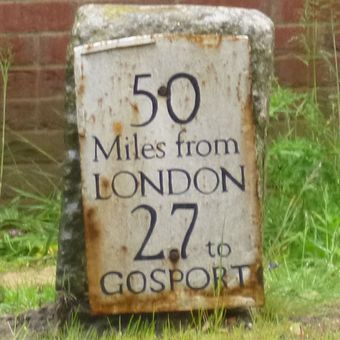 50
Miles from
LONDON
27 to
GOSPORT